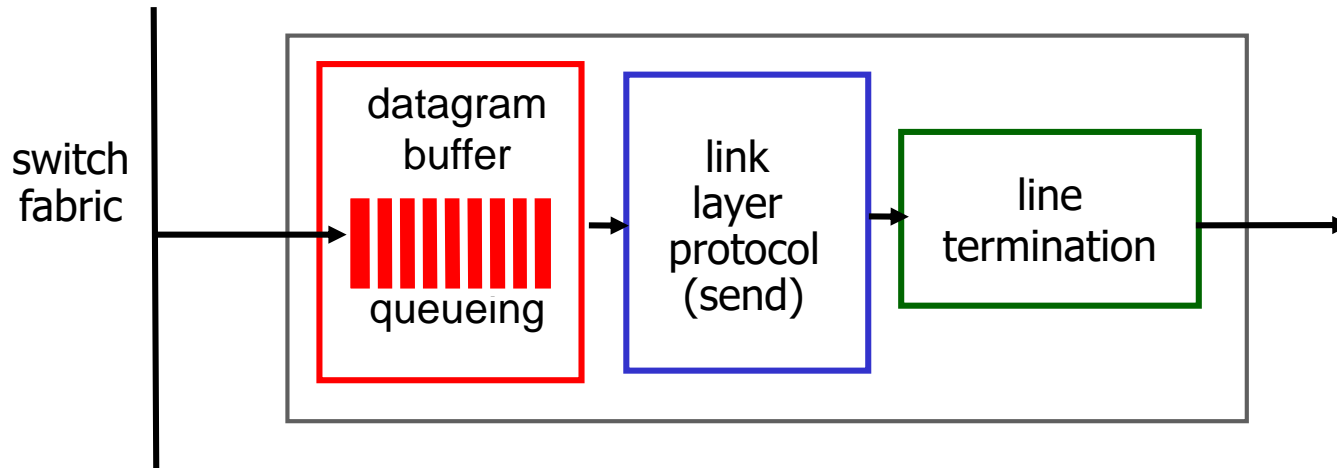 switch
fabric
datagram
buffer
queueing
link
layer
protocol
(send)
line
termination